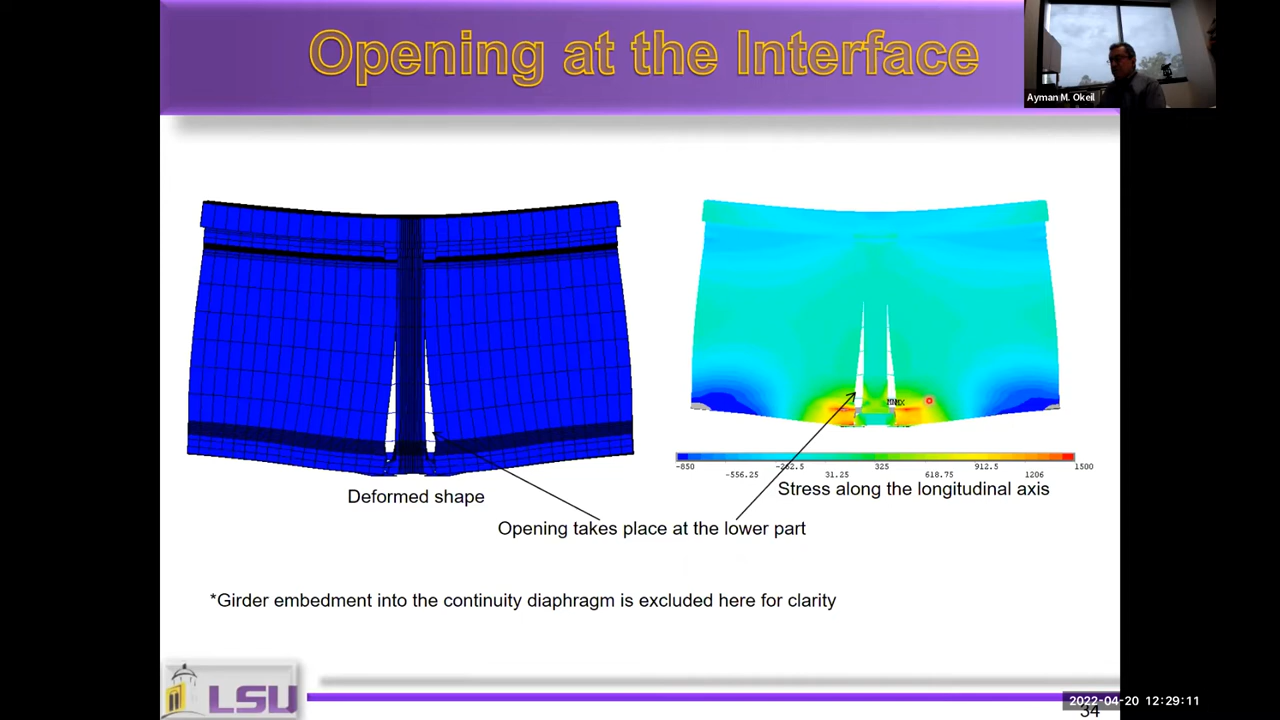 Opening at the Interface
Ayman M. Okeil
-850
-556.25
-262.5
31.25
325
618.75
912.5
1206
1500
Deformed shape
Stress along the longitudinal axis
Opening takes place at the lower part
*Girder embedment into the continuity diaphragm is excluded here for clarity
LSU
2022-04-20 12:29:11
34